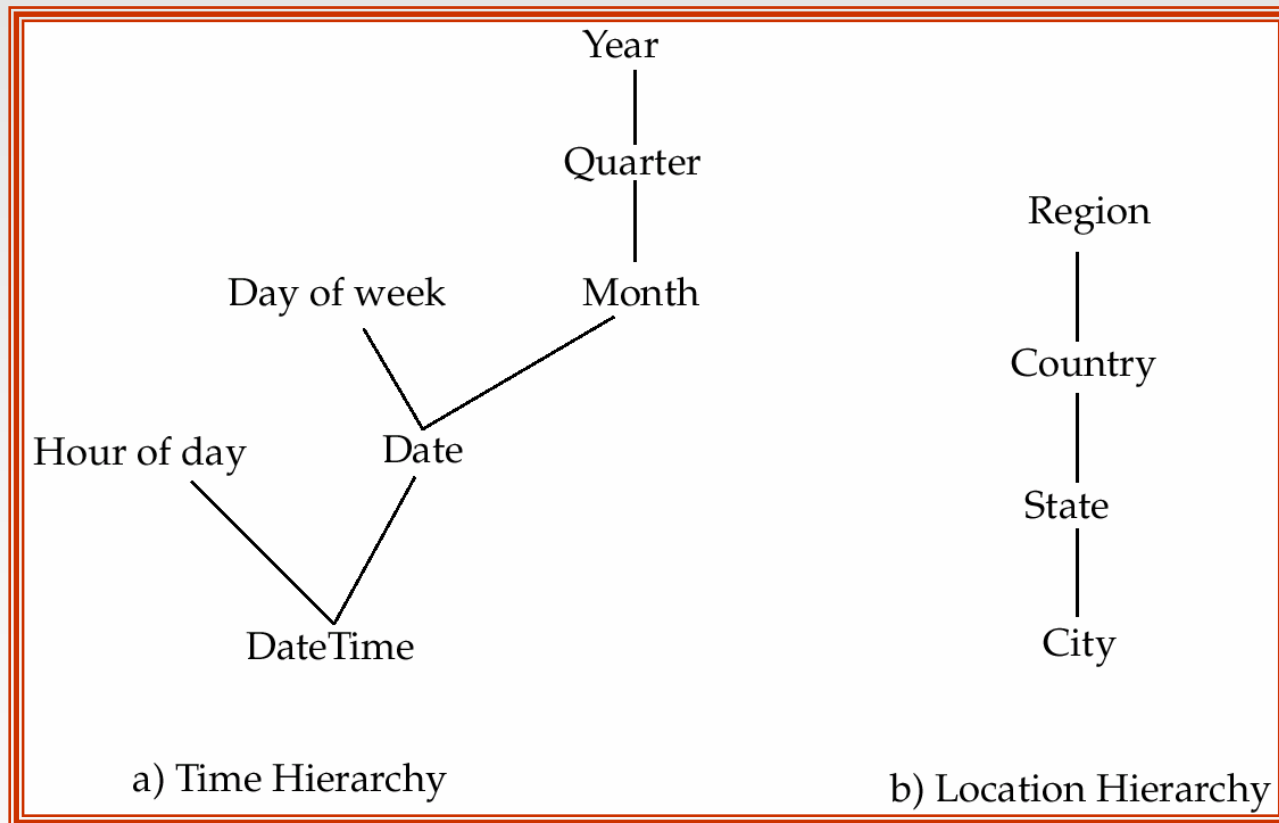 Year
Quarter
Month
Day of week
Date
Hour of day
DateTime
a) Time Hierarchy
Region
Country
State
City
b) Location Hierarchy